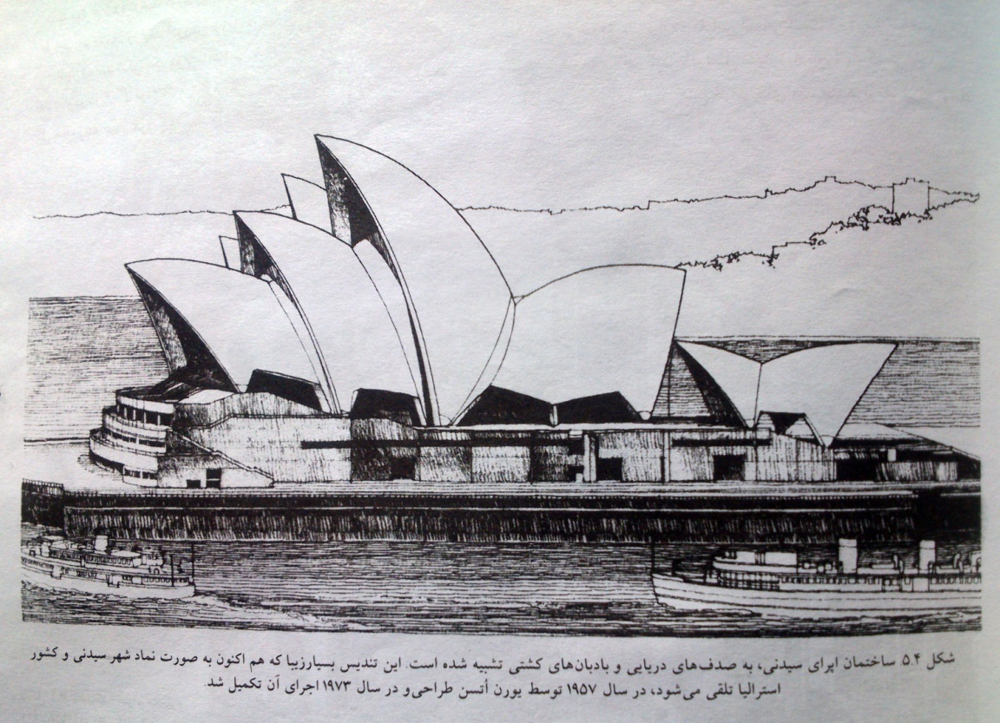 شکل ۵.۴ ساختمان اپرای سیدنی، به صدف‌های دریایی و بادبان‌های کشتی تشبیه شده است. این تندیس بسیارزیبا که هم اکنون به صورت نماد شهر سیدنی و کشور
استرالیا تلقی می‌شود، در سال ۱۹۵۷ توسط یورن أتسن طراحی و در سال ۱۹۷۳ اجرای آن تکمیل شد.